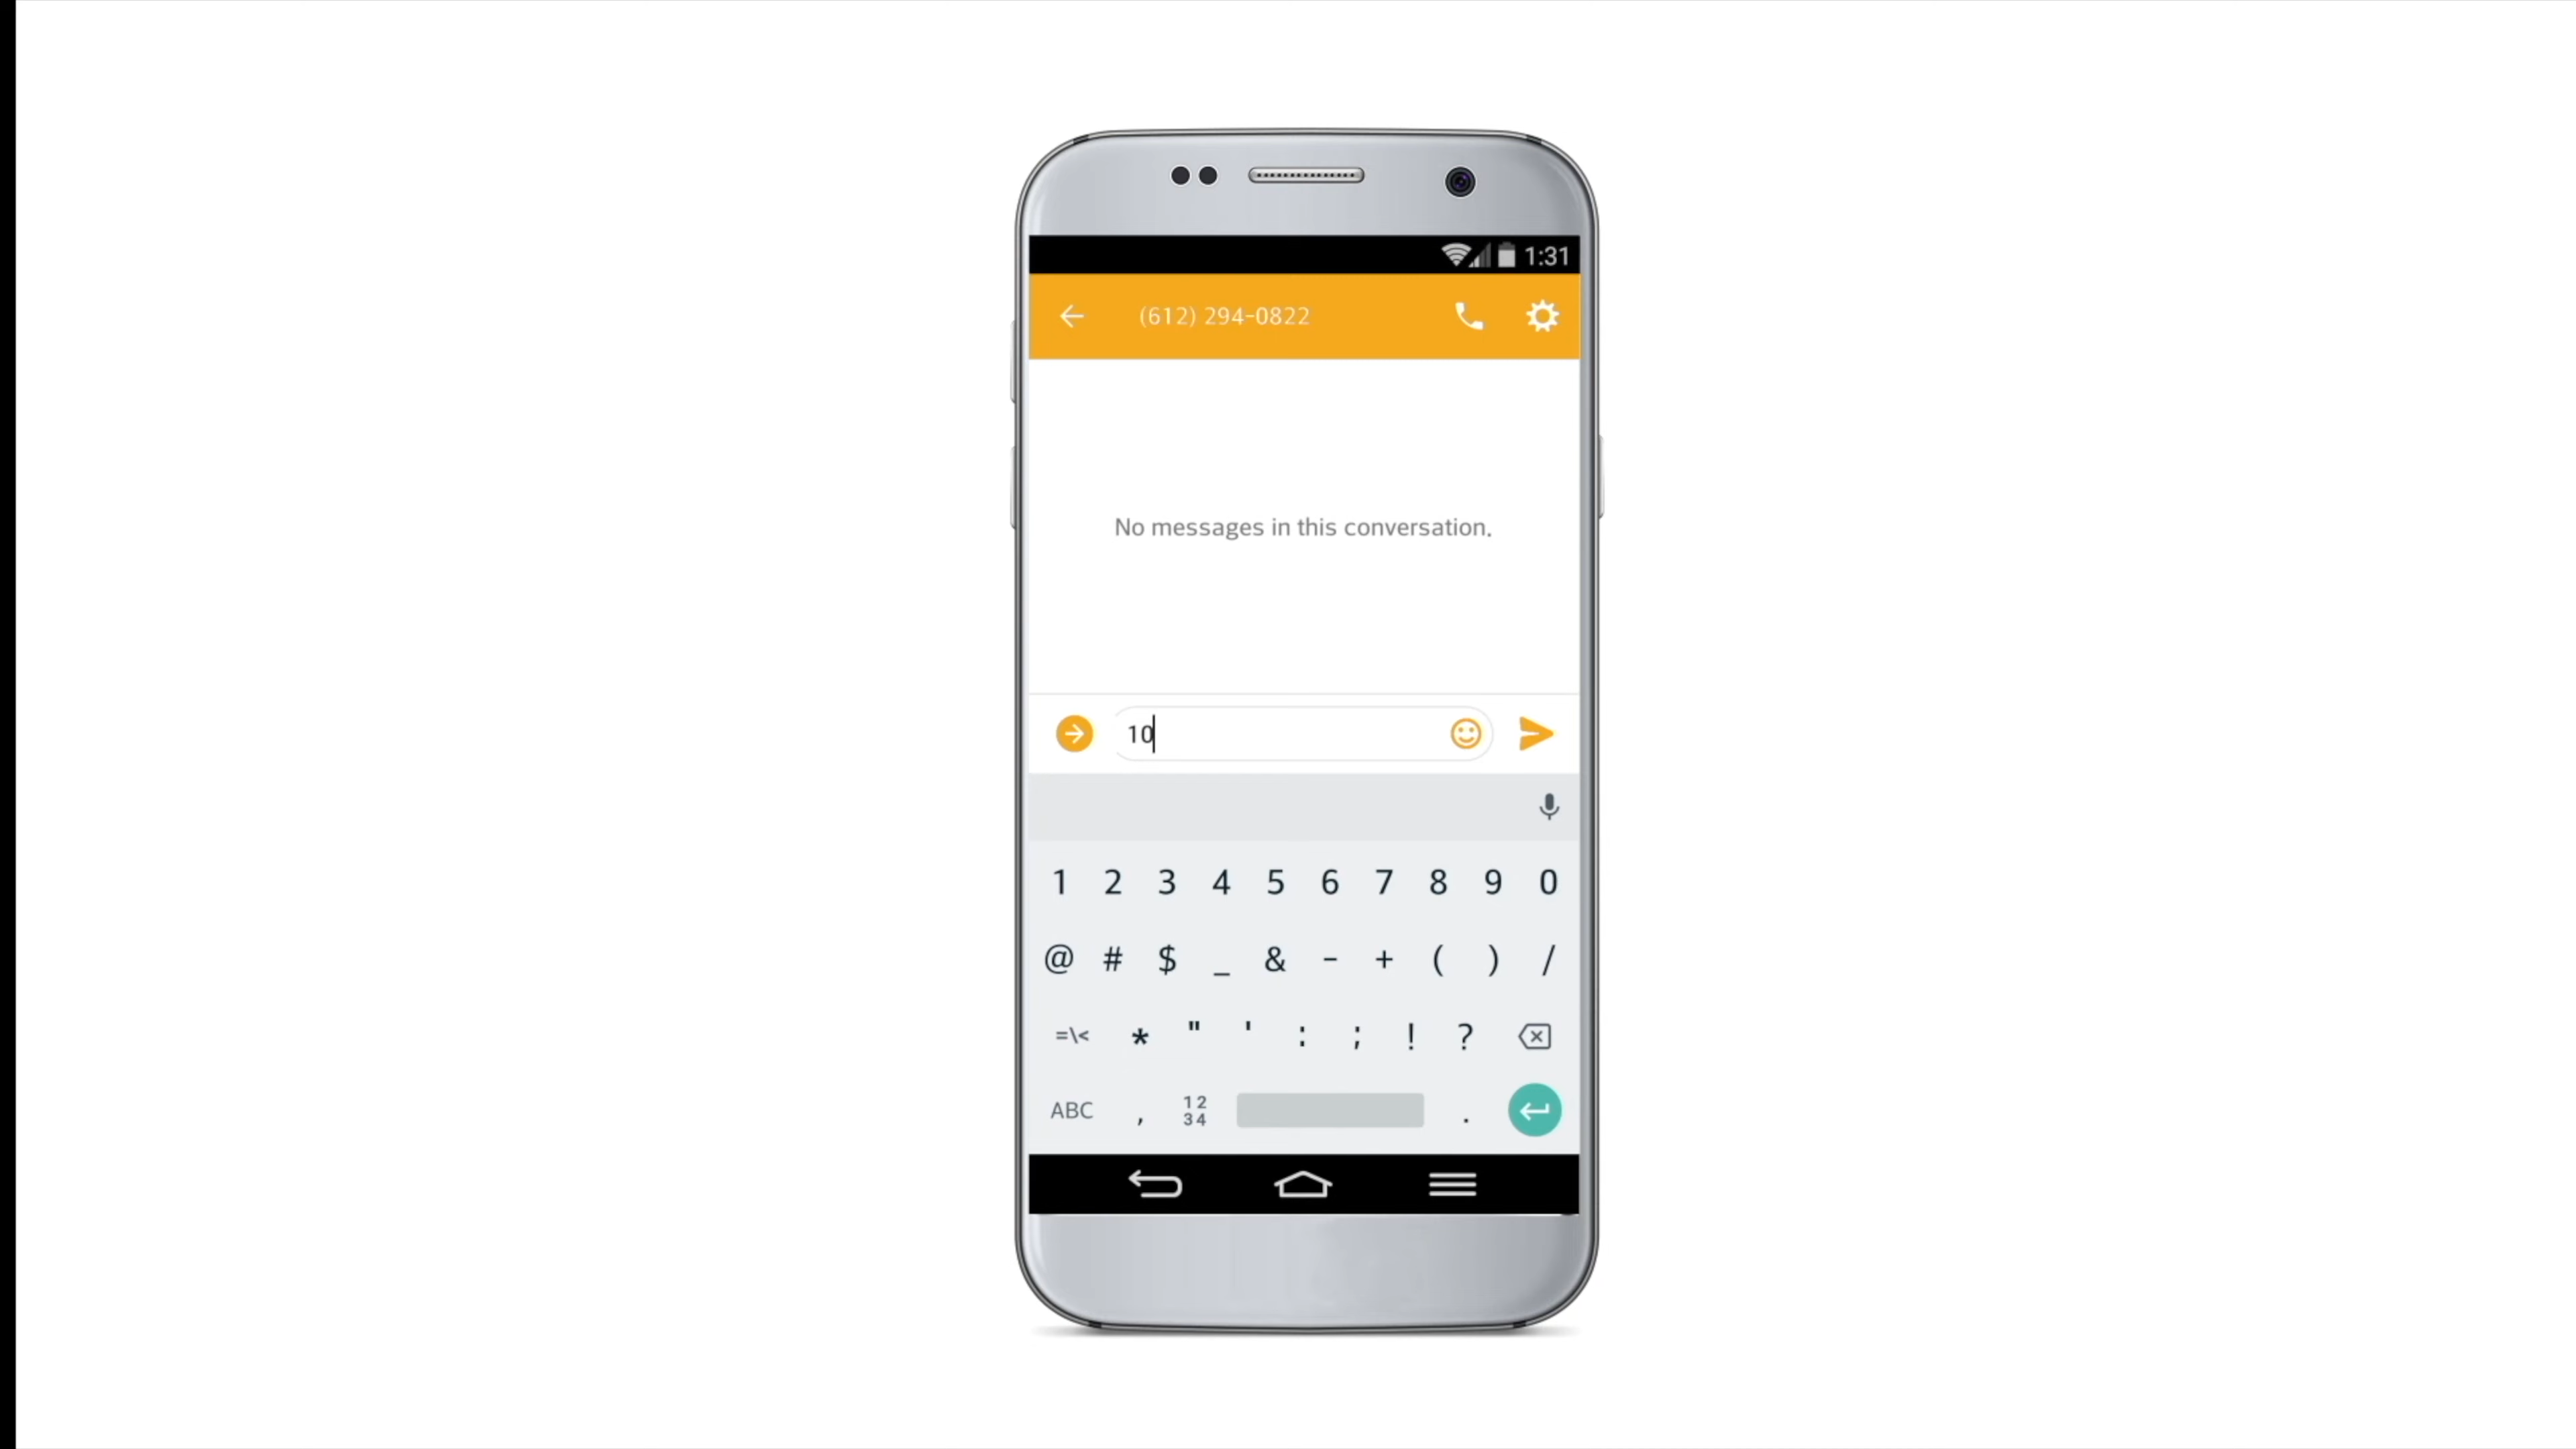 1:31
(612) 294-0822
No messages in this conversation.
10
1 2 3 4 5 6 7 8 9 0
@ # $ _ & - + ( ) /
=\< * " ' : ; ! ?
ABC , 12 34 .